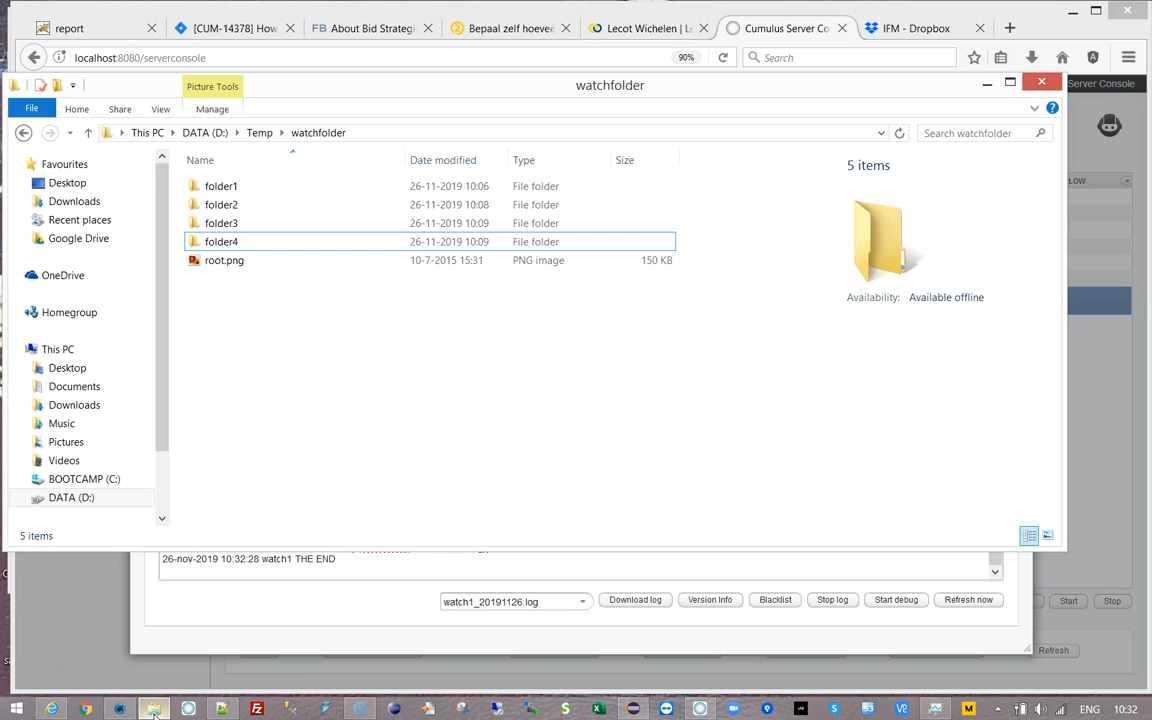 report
[CUM-14378] How
FB About Bid Strategi
Bepaal zelf hoevee
Lecot Wichelen | L
Cumulus Server Co
IFM - Dropbox
localhost:8080/serverconsole
90%
Search
Picture Tools
watchfolder
Server Console
File
Home
Share
View
Manage
This PC
DATA (D:)
Temp
watchfolder
Search watchfolder
Favourites
Desktop
Downloads
Recent places
Google Drive
OneDrive
Homegroup
This PC
Desktop
Documents
Downloads
Music
Pictures
Videos
BOOTCAMP (C:)
DATA (D:)
Name Date modified Type Size
folder1 26-11-2019 10:06 File folder
folder2 26-11-2019 10:08 File folder
folder3 26-11-2019 10:09 File folder
folder4 26-11-2019 10:09 File folder
root.png 10-7-2015 15:31 PNG image 150 KB
5 items
Availability: Available offline
LOW
5 items
26-nov-2019 10:32:28 watch1 THE END
watch1_20191126.log
Download log
Version Info
Blacklist
Stop log
Start debug
Refresh now
Start
Stop
Refresh
ENG
10:32